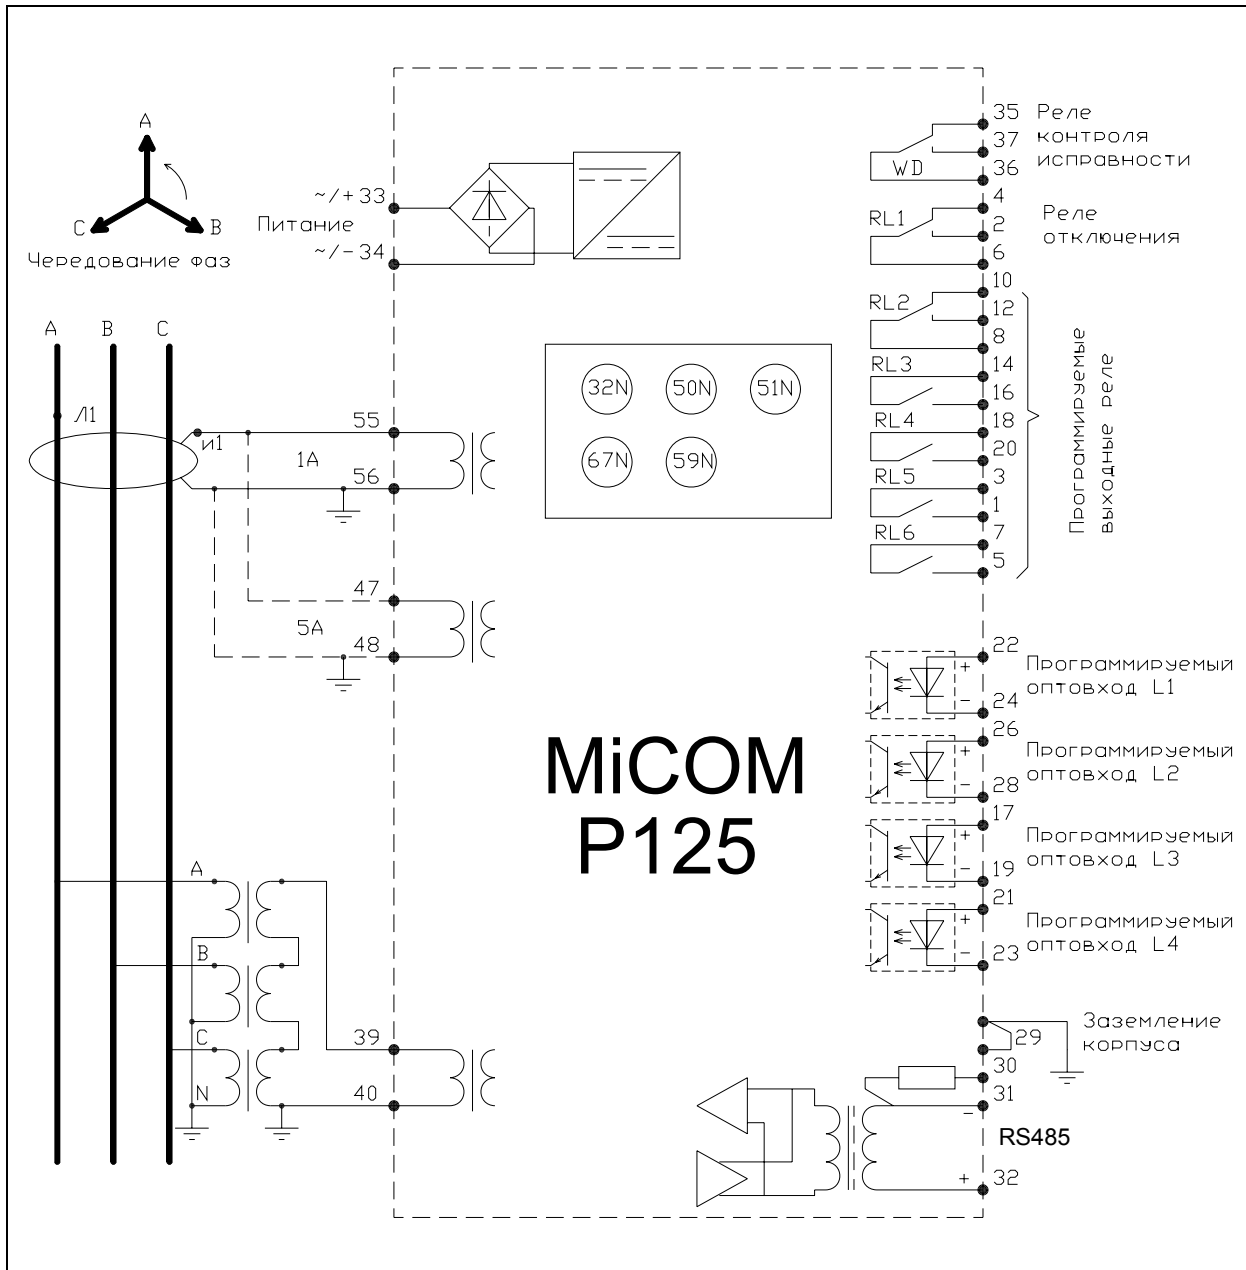 A
C
B
Чередование фаз
~/+33
Питание
~/-34
35 Реле
37 контроля
36 исправности
WD
4
RL1
2
6
Реле
отключения
10
RL2
12
8
RL3
14
16
RL4
18
20
RL5
3
1
RL6
7
5
Программируемые
выходные реле
A
B
C
Л1
и1
55
1A
56
47
5A
48
32N
50N
51N
67N
59N
MiCOM
P125
22
+
-
24
Программируемый
оптовход L1
26
+
-
28
Программируемый
оптовход L2
17
+
-
19
Программируемый
оптовход L3
21
+
-
23
Программируемый
оптовход L4
A
B
C
N
39
40
29
Заземление
корпуса
30
31
-
RS485
+
32